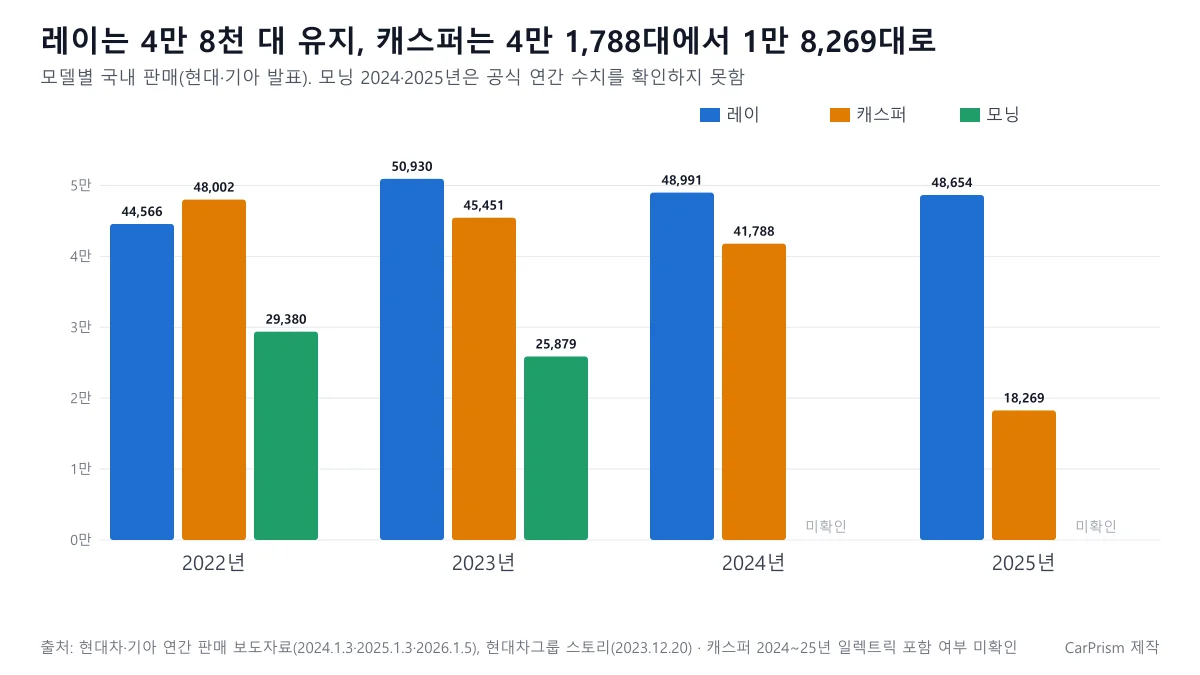 레이는 4만 8천 대 유지, 캐스퍼는 4만 1,788대에서 1만 8,269대로
모델별 국내 판매(현대·기아 발표). 모닝 2024·2025년은 공식 연간 수치를 확인하지 못함
레이 캐스퍼 모닝
5만
4만
3만
2만
1만
0만
44,566
48,002
29,380
50,930
45,451
25,879
48,991
41,788
미확인
48,654
18,269
미확인
2022년 2023년 2024년 2025년
출처: 현대차·기아 연간 판매 보도자료(2024.1.3·2025.1.3·2026.1.5), 현대차그룹 스토리(2023.12.20) · 캐스퍼 2024~25년 일렉트릭 포함 여부 미확인
CarPrism 제작